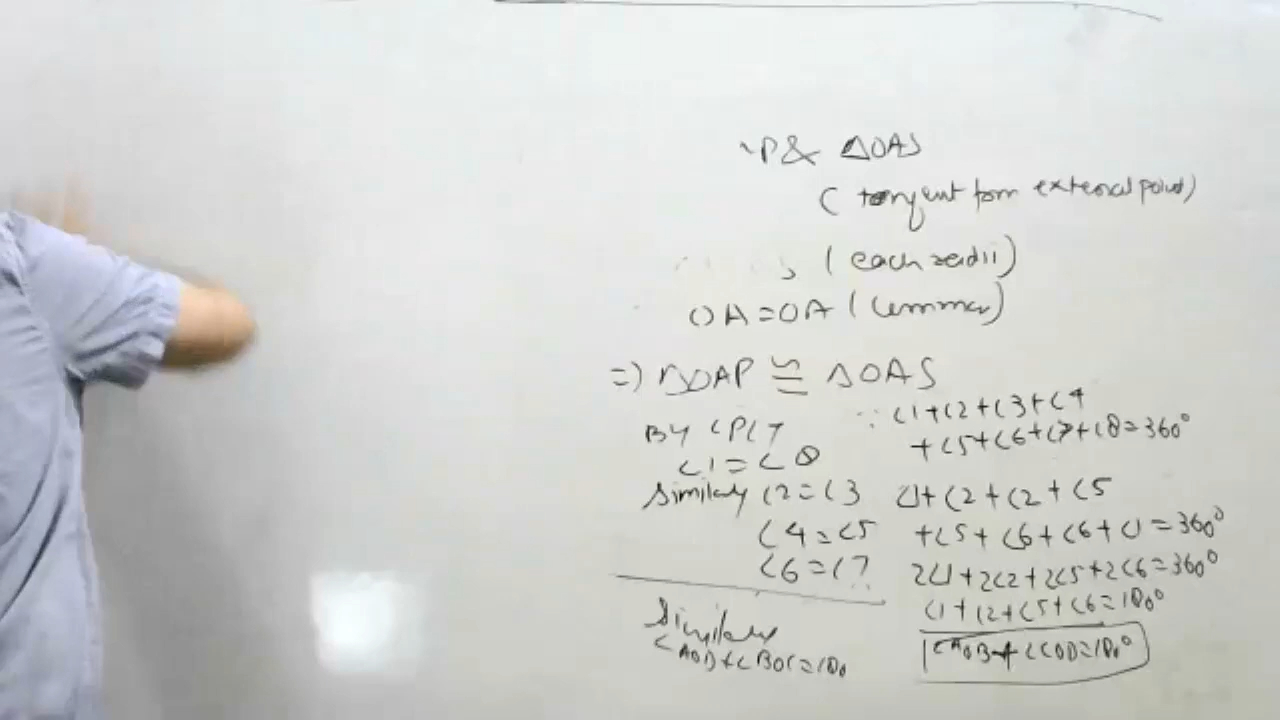 P & △OAS
( tangent from external point)
(each radii)
OA = OA (common)
=) △OAP ≅ △OAS
By CPCT
∠1 = ∠8
Similarly ∠2 = ∠3
∠4 = ∠5
∠6 = ∠7
Similarly
∠AOD + ∠BOC = 180
∵ ∠1 + ∠2 + ∠3 + ∠4
+ ∠5 + ∠6 + ∠7 + ∠8 = 360°
∠1 + ∠2 + ∠2 + ∠5
+ ∠5 + ∠6 + ∠6 + ∠1 = 360°
2∠1 + 2∠2 + 2∠5 + 2∠6 = 360°
∠1 + ∠2 + ∠5 + ∠6 = 180°
∠AOB + ∠COD = 180°